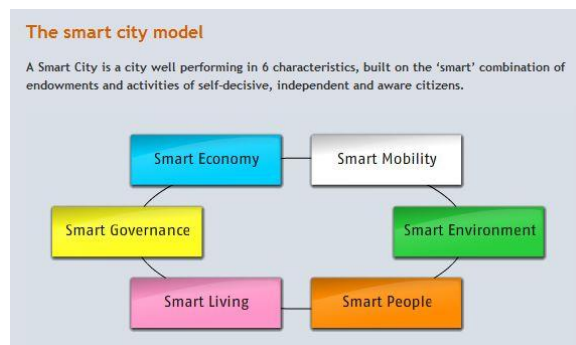 The smart city model
A Smart City is a city well performing in 6 characteristics, built on the ‘smart’ combination of
endowments and activities of self-decisive, independent and aware citizens.
Smart Economy
Smart Mobility
Smart Governance
Smart Environment
Smart Living
Smart People